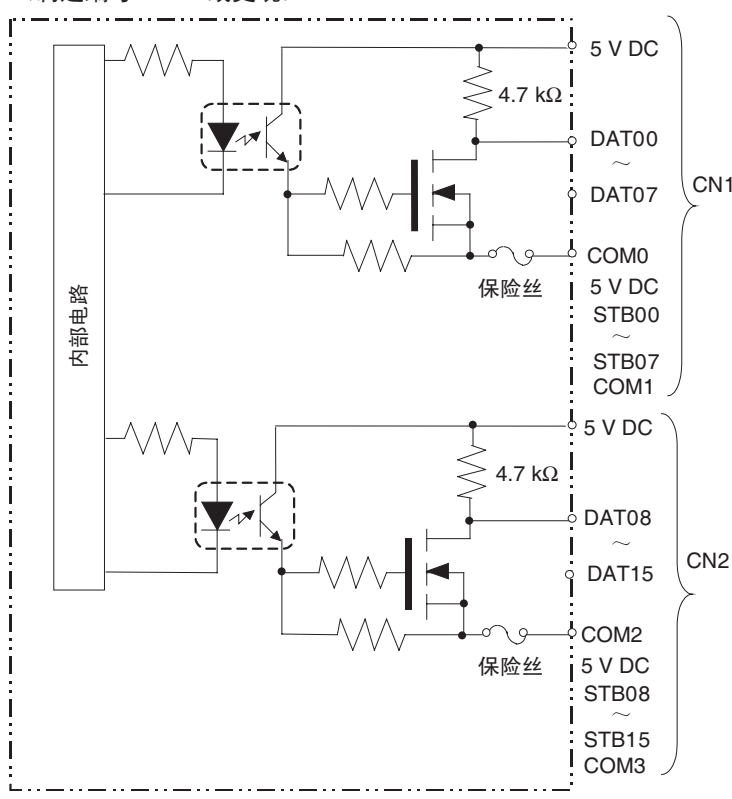 5 V DC
4.7 kΩ
DAT00
~
DAT07
CN1
COM0
保险丝
5 V DC
STB00
~
STB07
COM1
内部电路
5 V DC
4.7 kΩ
DAT08
~
DAT15
CN2
COM2
保险丝
5 V DC
STB08
~
STB15
COM3